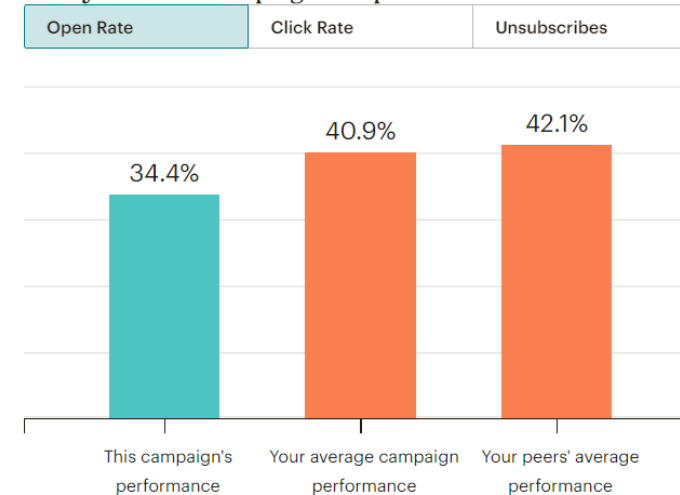 Open Rate
Click Rate
Unsubscribes
34.4%
40.9%
42.1%
This campaign's
performance
Your average campaign
performance
Your peers' average
performance